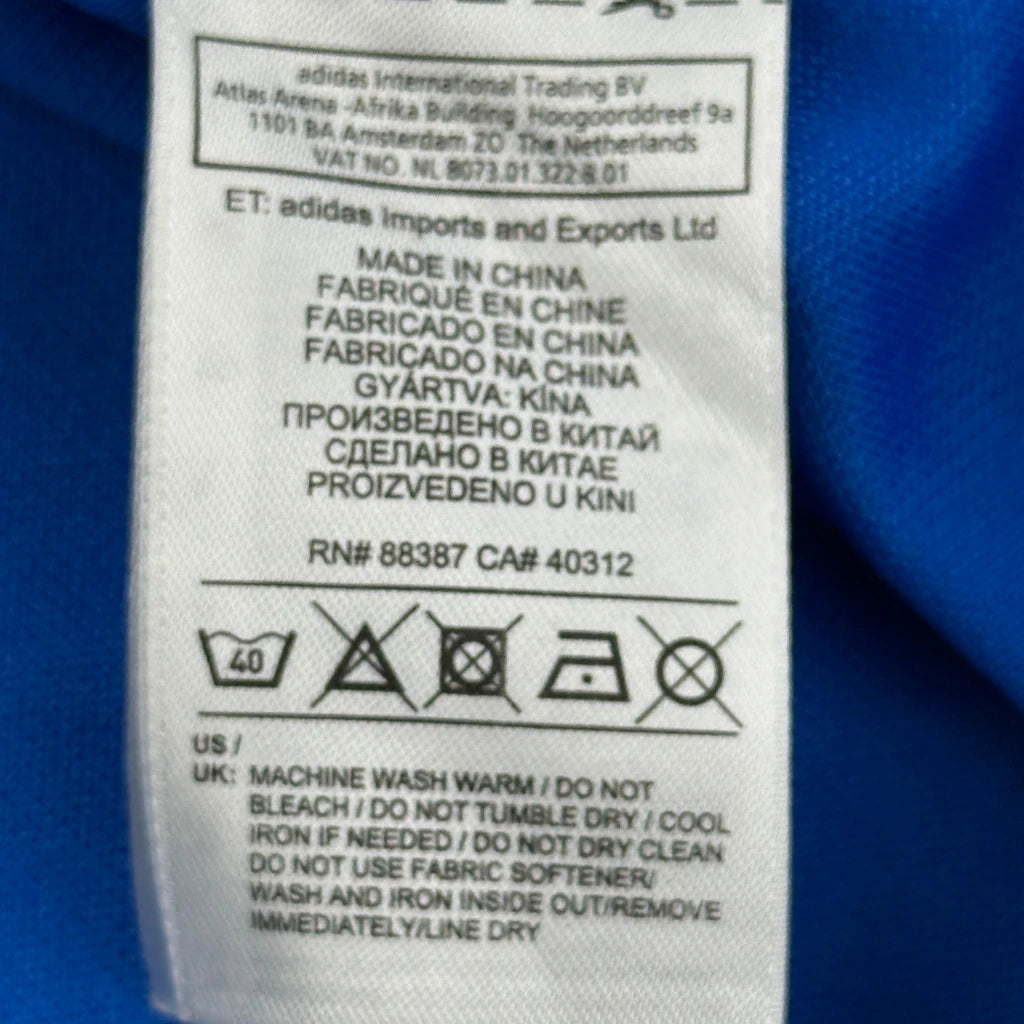 adidas International Trading BV
Atlas Arena -Afrika Building Hoogoorddreef 9a
1101 BA Amsterdam ZO The Netherlands
VAT NO. NL 8073.01.322.B.01
ET: adidas Imports and Exports Ltd
MADE IN CHINA
FABRIQUÉ EN CHINE
FABRICADO EN CHINA
FABRICADO NA CHINA
GYÁRTVA: KÍNA
ПРОИЗВЕДЕНО В КИТАЙ
СДЕЛАНО В КИТАЕ
PROIZVEDENO U KINI
RN# 88387 CA# 40312
40
US /
UK: MACHINE WASH WARM / DO NOT
BLEACH / DO NOT TUMBLE DRY / COOL
IRON IF NEEDED / DO NOT DRY CLEAN
DO NOT USE FABRIC SOFTENER/
WASH AND IRON INSIDE OUT/REMOVE
IMMEDIATELY/LINE DRY